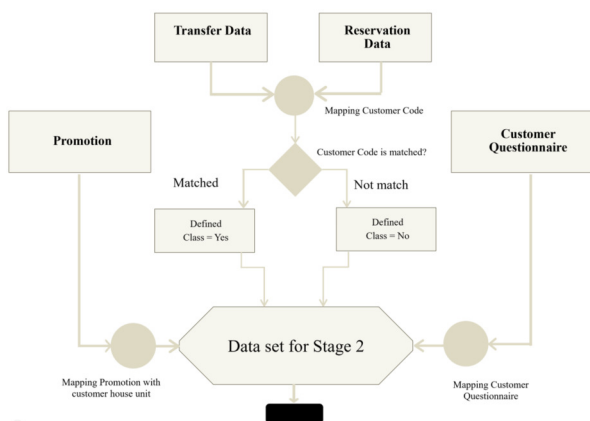 Transfer Data
Reservation
Data
Mapping Customer Code
Promotion
Customer
Questionnaire
Customer Code is matched?
Matched
Not match
Defined
Class = Yes
Defined
Class = No
Data set for Stage 2
Mapping Promotion with
customer house unit
Mapping Customer
Questionnaire